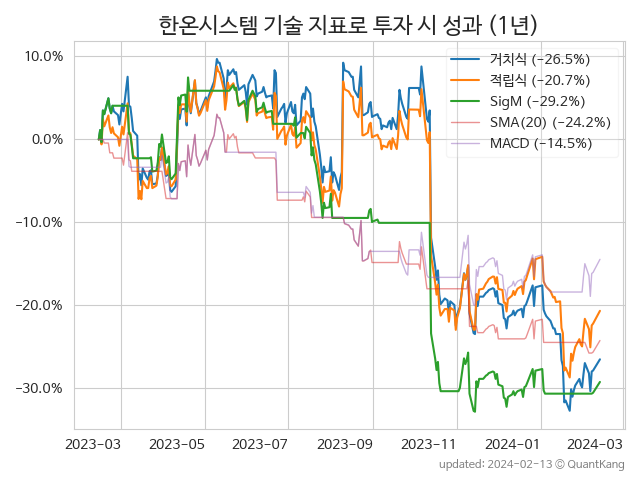 한온시스템 기술 지표로 투자 시 성과 (1년)
거치식 (−26.5%)
적립식 (−20.7%)
SigM (−29.2%)
SMA(20) (−24.2%)
MACD (−14.5%)
10.0%
5.0%
0.0%
−10.0%
−20.0%
−30.0%
2023-03 2023-05 2023-07 2023-09 2023-11 2024-01 2024-03
updated: 2024-02-13 © QuantKang